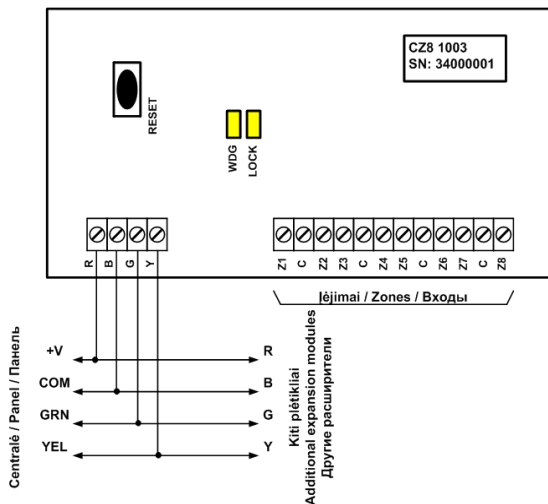 CZ8 1003
SN: 34000001
RESET
WDG
LOCK
R B G Y
Z1 C Z2 Z3 C Z4 Z5 C Z6 Z7 C Z8
Įėjimai / Zones / Входы
Centralė / Panel / Панель
+V
COM
GRN
YEL
R
B
G
Y
Kiti plėtikliai
Additional expansion modules
Другие расширители